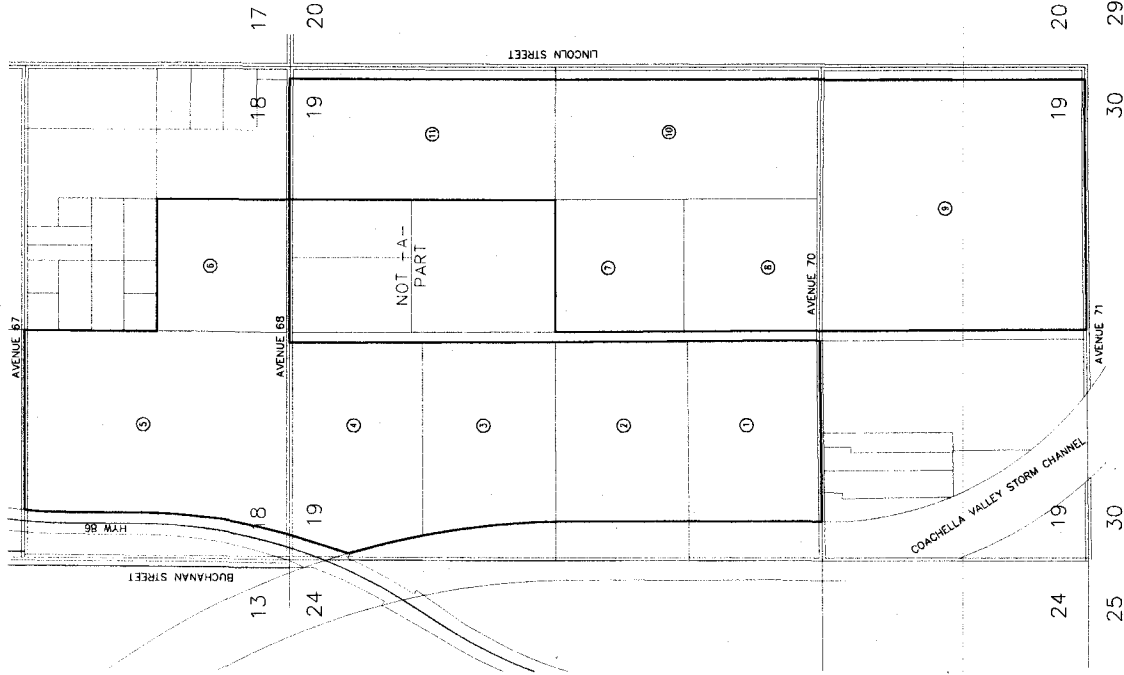 17
20
20
29
LINCOLN STREET
18
19
19
30
11
10
9
AVENUE 67
6
NOT -A-
PART
7
8
AVENUE 70
AVENUE 68
AVENUE 71
5
4
3
2
1
HYW 86
18
19
COACHELLA VALLEY STORM CHANNEL
19
30
BUCHANAN STREET
13
24
24
25